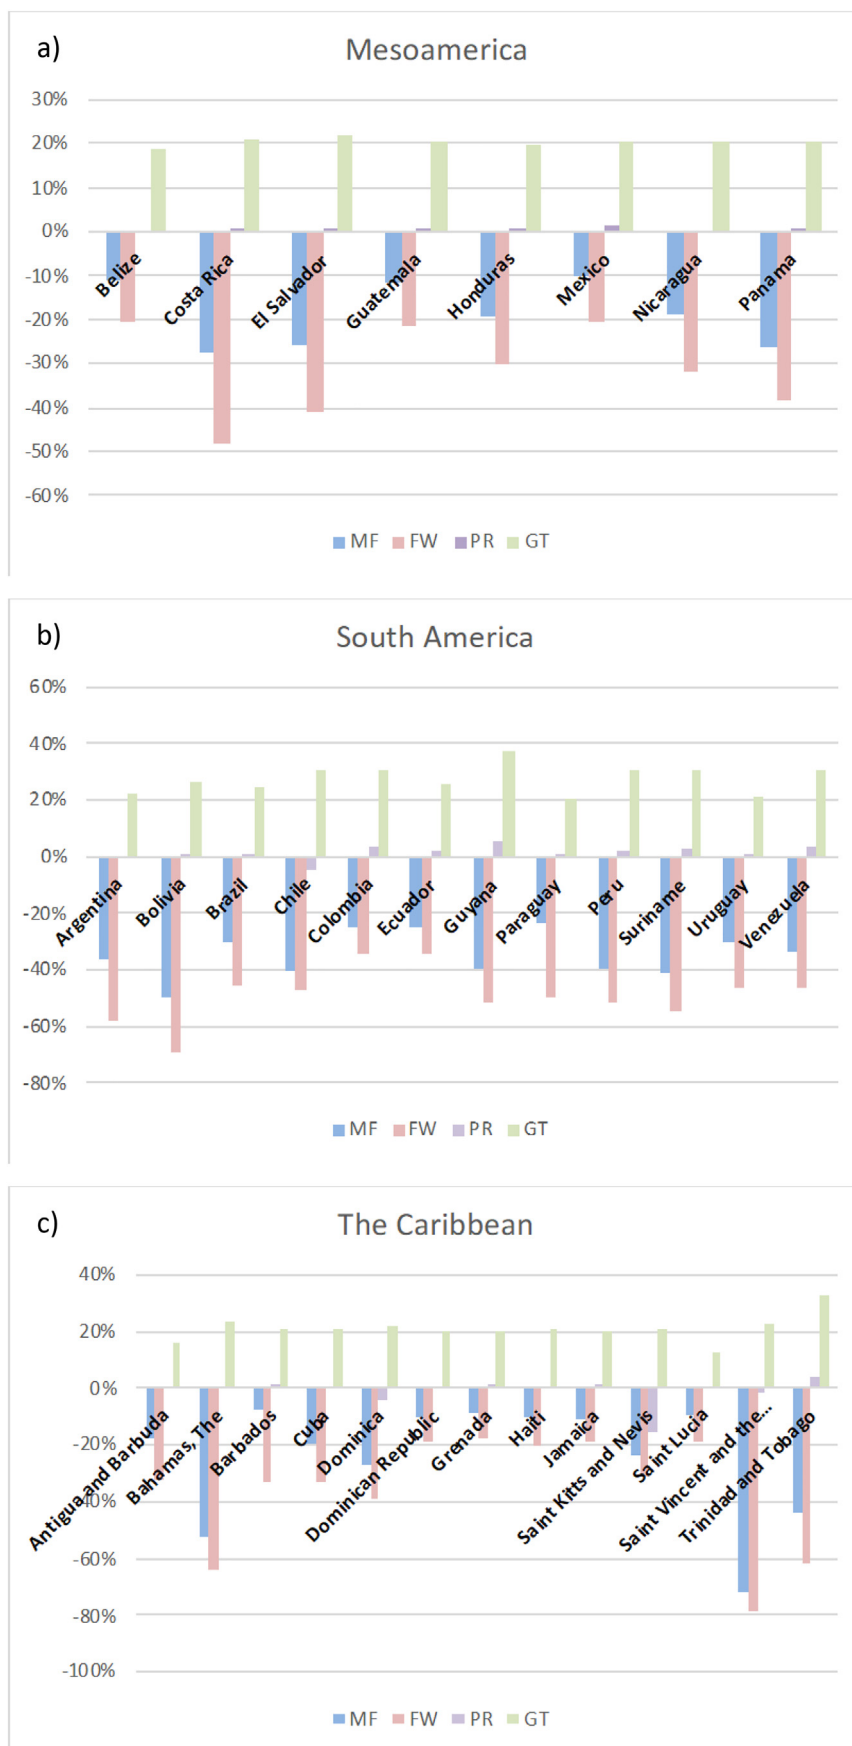 a)
Mesoamerica
30%
20%
10%
0%
-10%
-20%
-30%
-40%
-50%
-60%
Belize
Costa Rica
El Salvador
Guatemala
Honduras
Mexico
Nicaragua
Panama
MF FW PR GT
b)
South America
60%
40%
20%
0%
-20%
-40%
-60%
-80%
Argentina
Bolivia
Brazil
Chile
Colombia
Ecuador
Guyana
Paraguay
Peru
Suriname
Uruguay
Venezuela
MF FW PR GT
c)
The Caribbean
40%
20%
0%
-20%
-40%
-60%
-80%
-100%
Antigua and Barbuda
Bahamas, The
Barbados
Cuba
Dominica
Dominican Republic
Grenada
Haiti
Jamaica
Saint Kitts and Nevis
Saint Lucia
Saint Vincent and the...
Trinidad and Tobago
MF FW PR GT